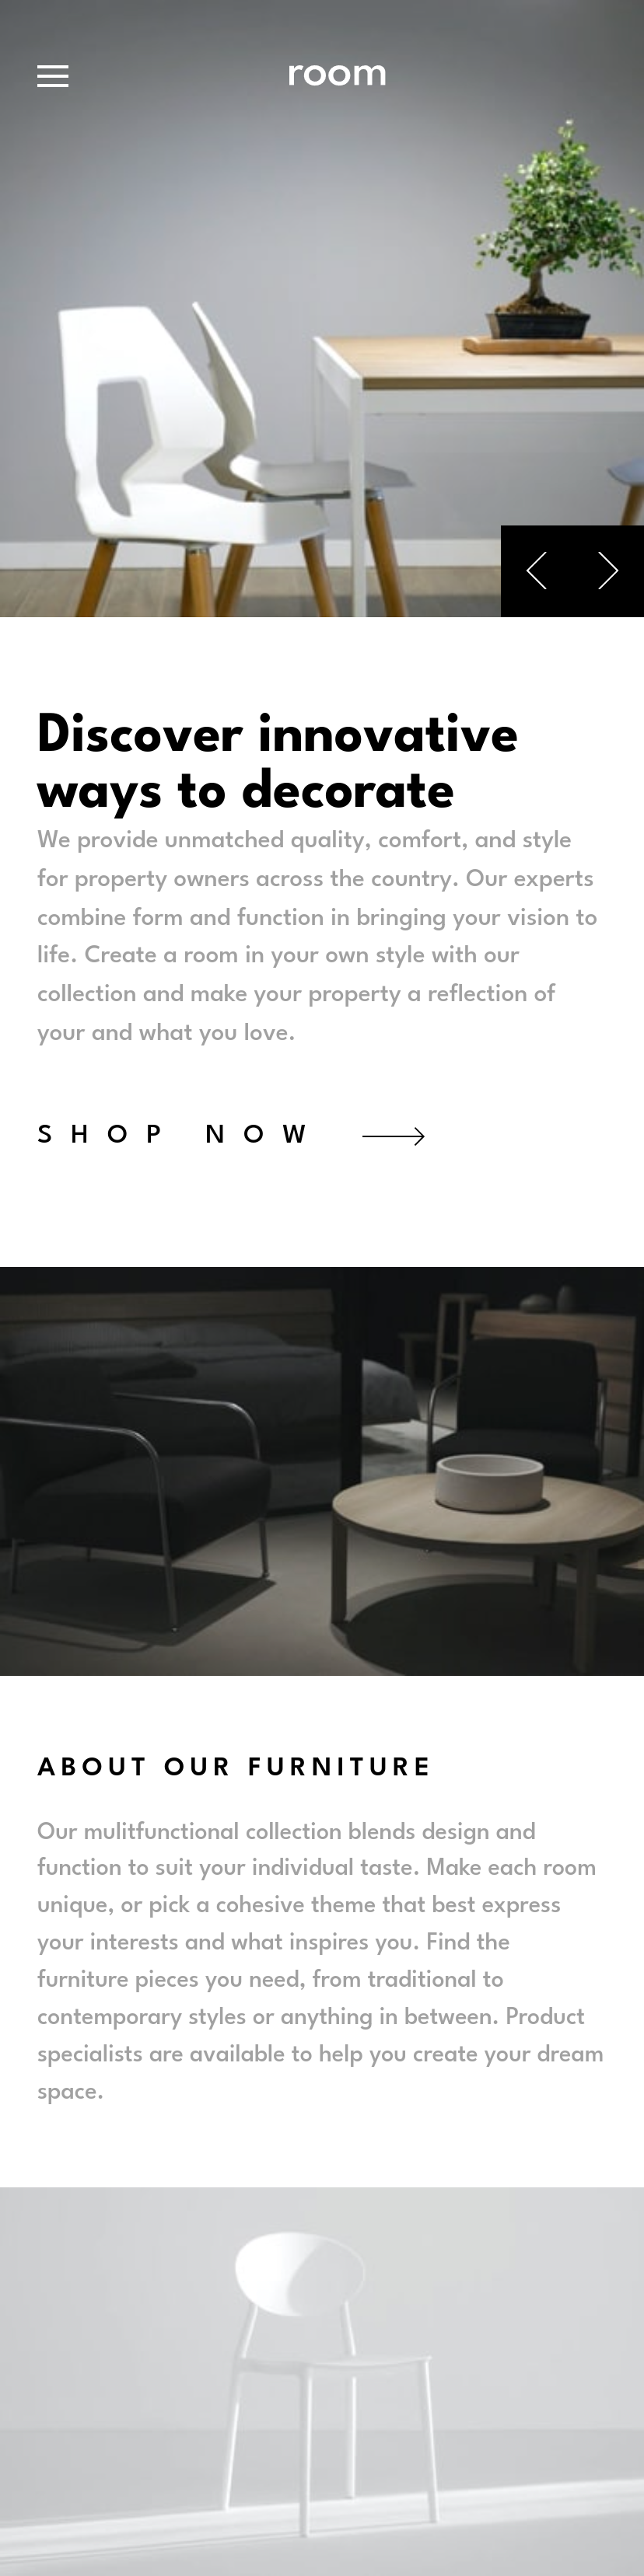 room
Discover innovative
ways to decorate
We provide unmatched quality, comfort, and style
for property owners across the country. Our experts
combine form and function in bringing your vision to
life. Create a room in your own style with our
collection and make your property a reflection of
your and what you love.
SHOP NOW
ABOUT OUR FURNITURE
Our mulitfunctional collection blends design and
function to suit your individual taste. Make each room
unique, or pick a cohesive theme that best express
your interests and what inspires you. Find the
furniture pieces you need, from traditional to
contemporary styles or anything in between. Product
specialists are available to help you create your dream
space.